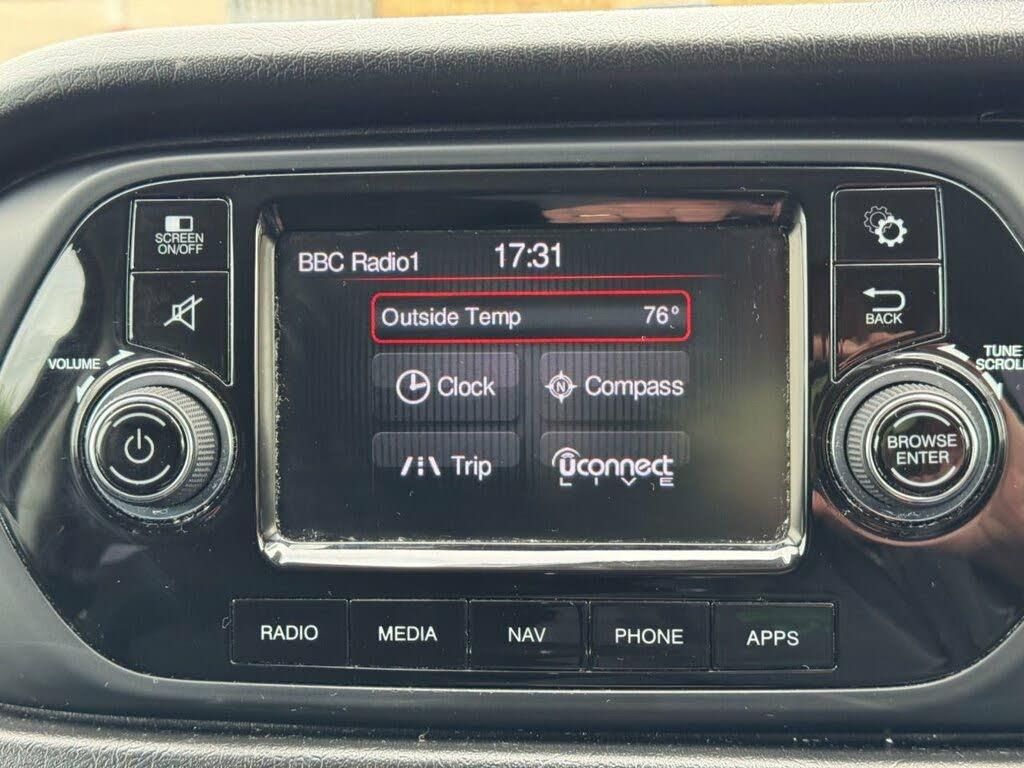 SCREEN
ON/OFF
BBC Radio1
17:31
BACK
VOLUME
TUNE
SCROLL
Outside Temp 76°
Clock
N Compass
Trip
Uconnect
LIVE
BROWSE
ENTER
RADIO
MEDIA
NAV
PHONE
APPS